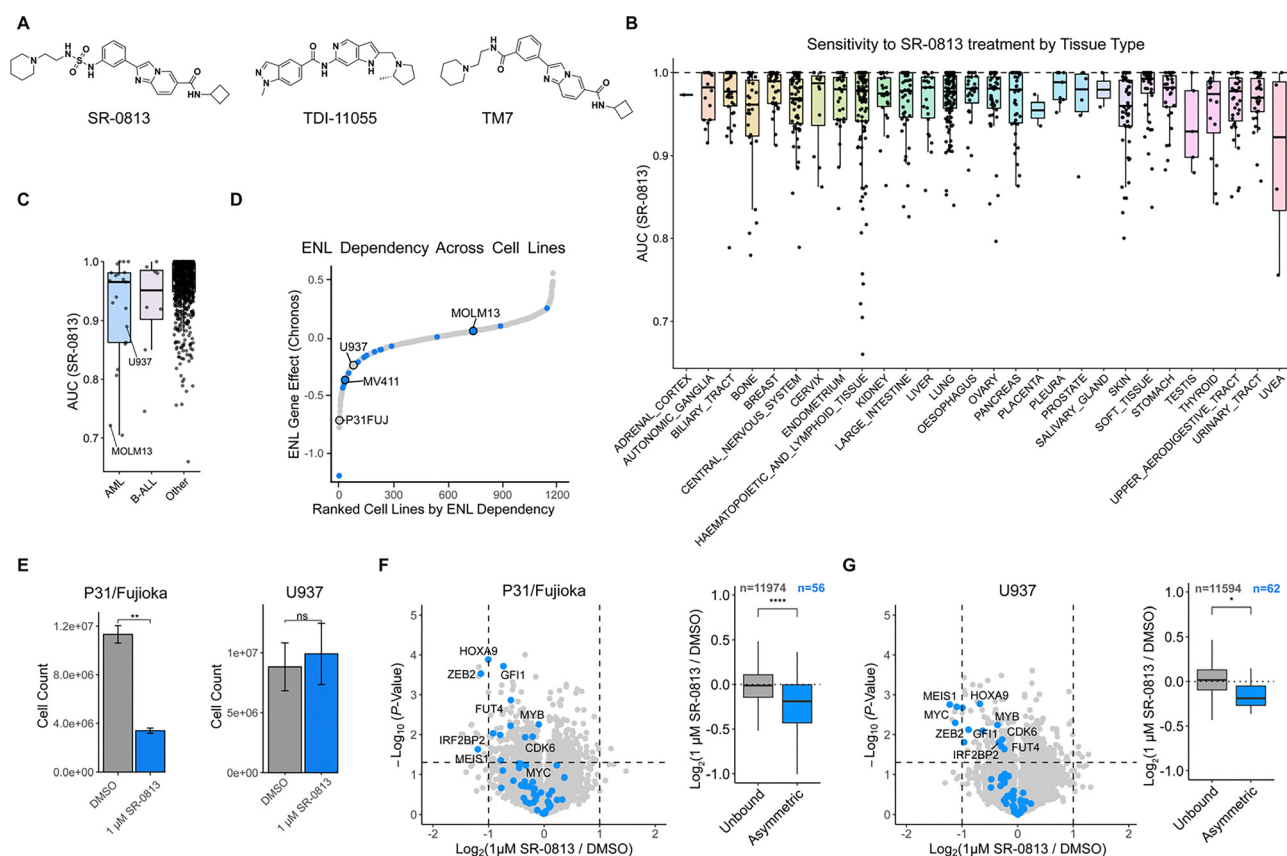 A
H
N
O
O
S
N
HN
N
N
N
O
HN
SR-0813
N
N
O
HN
N
N
H
N
TDI-11055
HN
O
N
N
N
O
HN
TM7
B
Sensitivity to SR-0813 treatment by Tissue Type
AUC (SR-0813)
1.0
0.9
0.8
0.7
ADRENAL_CORTEX
AUTONOMIC_GANGLIA
BILIARY_TRACT
BONE
BREAST
CENTRAL_NERVOUS_SYSTEM
CERVIX
ENDOMETRIUM
HAEMATOPOIETIC_AND_LYMPHOID_TISSUE
KIDNEY
LARGE_INTESTINE
LIVER
LUNG
OESOPHAGUS
OVARY
PANCREAS
PLACENTA
PLEURA
PROSTATE
SALIVARY_GLAND
SKIN
SOFT_TISSUE
STOMACH
TESTIS
THYROID
UPPER_AERODIGESTIVE_TRACT
URINARY_TRACT
UVEA
C
AUC (SR-0813)
1.0
0.9
0.8
0.7
U937
MOLM13
AML
B-ALL
Other
D
ENL Dependency Across Cell Lines
ENL Gene Effect (Chronos)
0.5
0.0
-0.5
-1.0
MOLM13
U937
MV411
P31FUJ
0
300
600
900
1200
Ranked Cell Lines by ENL Dependency
E
P31/Fujioka
Cell Count
1.2e+07
8.0e+06
4.0e+06
0.0e+00
**
DMSO
1 µM SR-0813
U937
Cell Count
1e+07
5e+06
0e+00
ns
DMSO
1 µM SR-0813
F
P31/Fujioka
−Log10 (P-Value)
5
4
3
2
1
0
HOXA9
ZEB2
GFI1
FUT4
MYB
IRF2BP2
CDK6
MEIS1
MYC
-2
-1
0
1
2
Log2(1µM SR-0813 / DMSO)
n=11974
n=56
****
Log2(1 µM SR-0813 / DMSO)
1.0
0.5
0.0
-0.5
-1.0
Unbound
Asymmetric
G
U937
−Log10 (P-Value)
5
4
3
2
1
0
MEIS1
HOXA9
MYC
MYB
ZEB2
GFI1
CDK6
IRF2BP2
FUT4
-2
-1
0
1
2
Log2(1µM SR-0813 / DMSO)
n=11594
n=62
*
Log2(1 µM SR-0813 / DMSO)
1.0
0.5
0.0
-0.5
-1.0
Unbound
Asymmetric